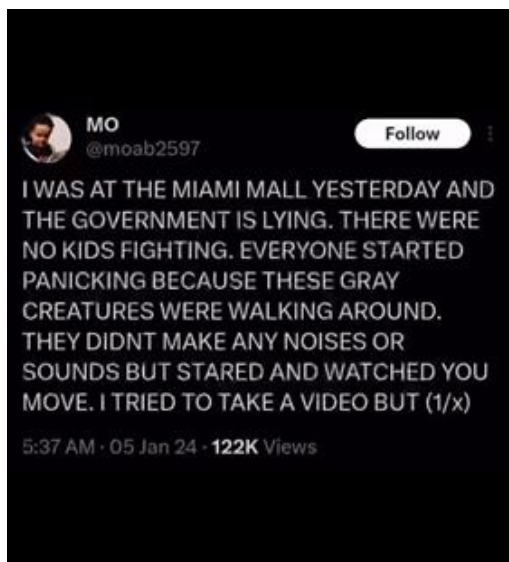 MO
Follow
@moab2597
I WAS AT THE MIAMI MALL YESTERDAY AND
THE GOVERNMENT IS LYING. THERE WERE
NO KIDS FIGHTING. EVERYONE STARTED
PANICKING BECAUSE THESE GRAY
CREATURES WERE WALKING AROUND.
THEY DIDNT MAKE ANY NOISES OR
SOUNDS BUT STARED AND WATCHED YOU
MOVE. I TRIED TO TAKE A VIDEO BUT (1/x)
5:37 AM · 05 Jan 24 · 122K Views